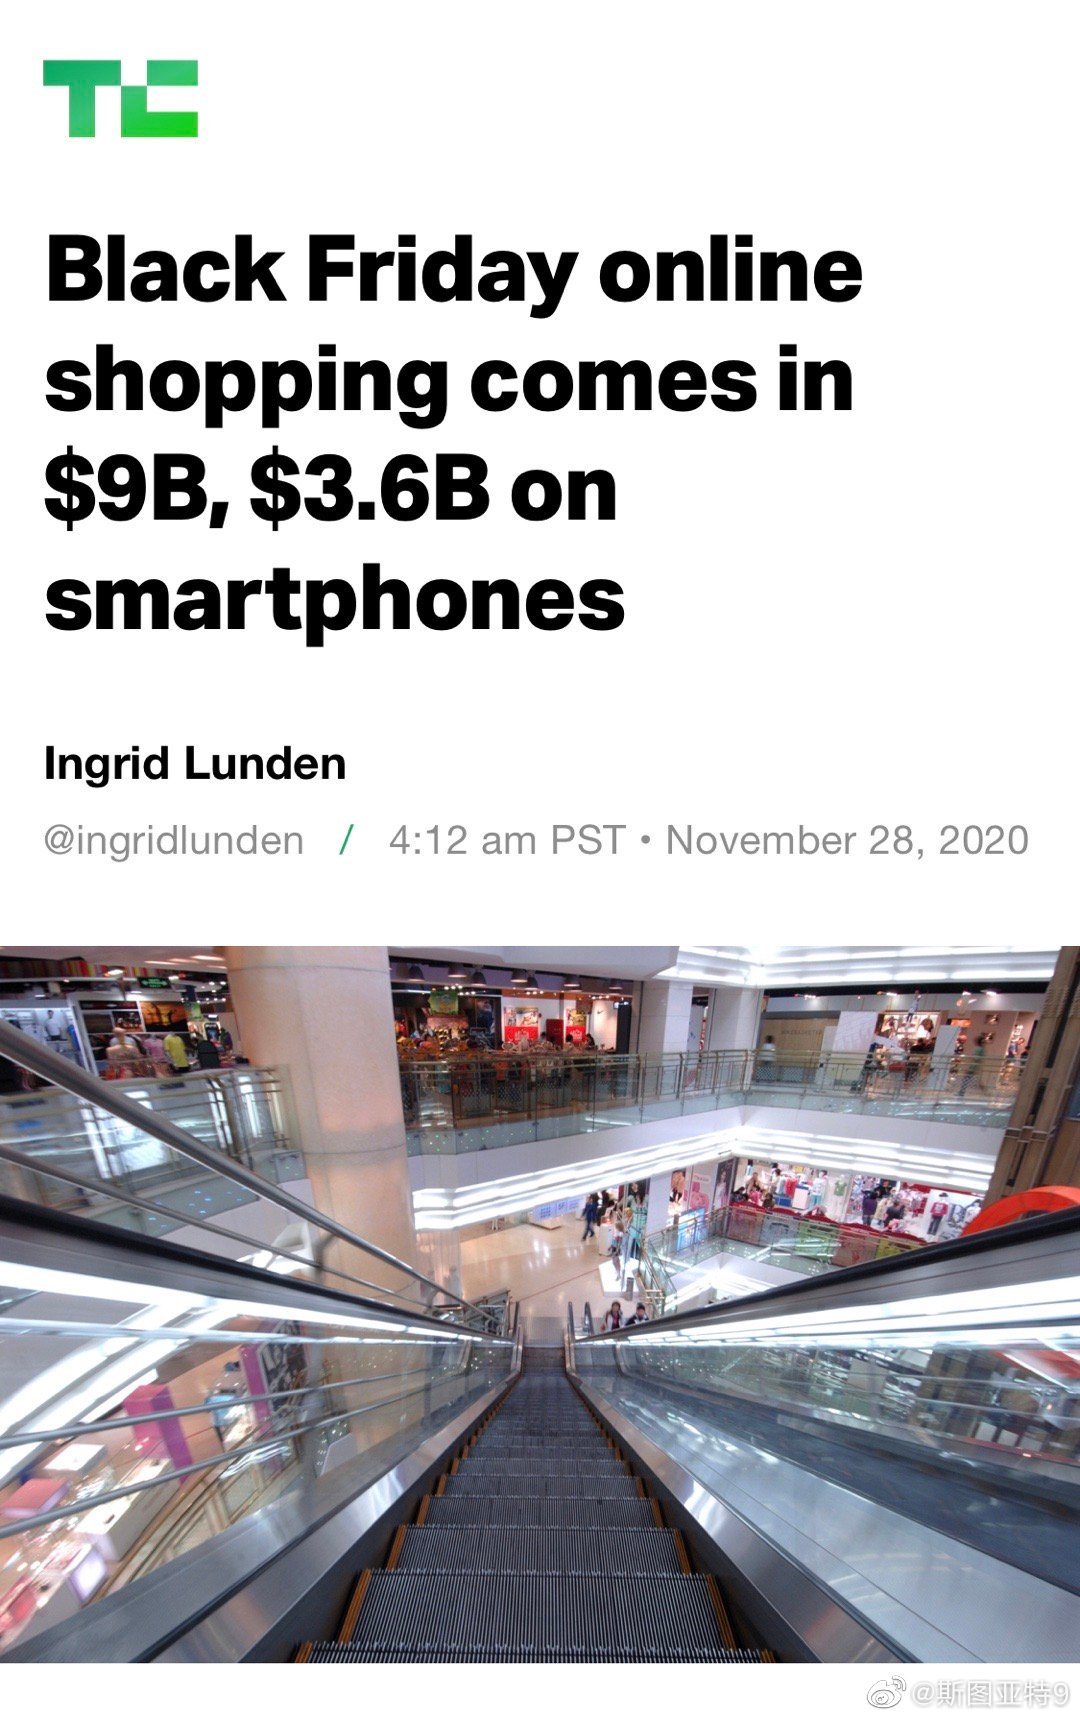 TC
Black Friday online
shopping comes in
$9B, $3.6B on
smartphones
Ingrid Lunden
@ingridlunden / 4:12 am PST • November 28, 2020
@斯图亚特9